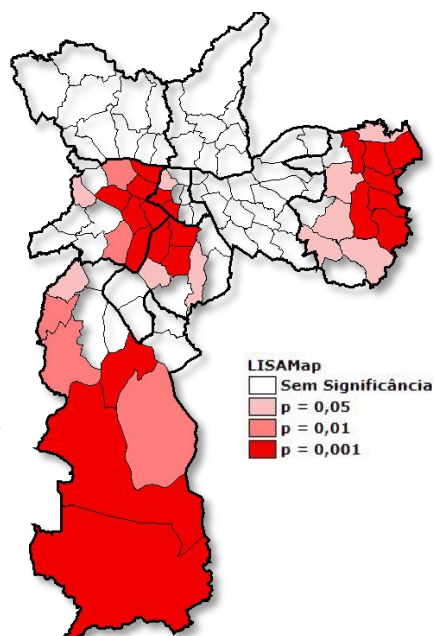 LISAMap
Sem Significância
p = 0,05
p = 0,01
p = 0,001